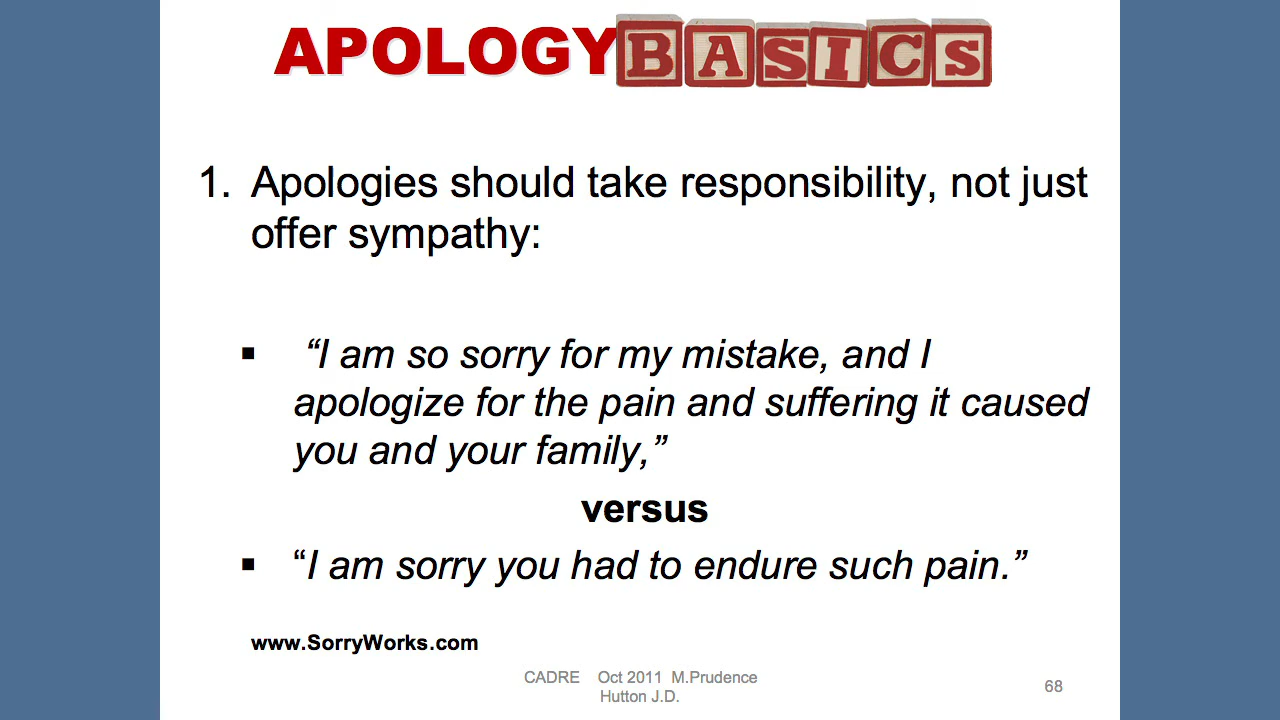 APOLOGY BASICS
1. Apologies should take responsibility, not just
offer sympathy:
▪ “I am so sorry for my mistake, and I
apologize for the pain and suffering it caused
you and your family,”
versus
▪ “I am sorry you had to endure such pain.”
www.SorryWorks.com
CADRE Oct 2011 M.Prudence
Hutton J.D.
68